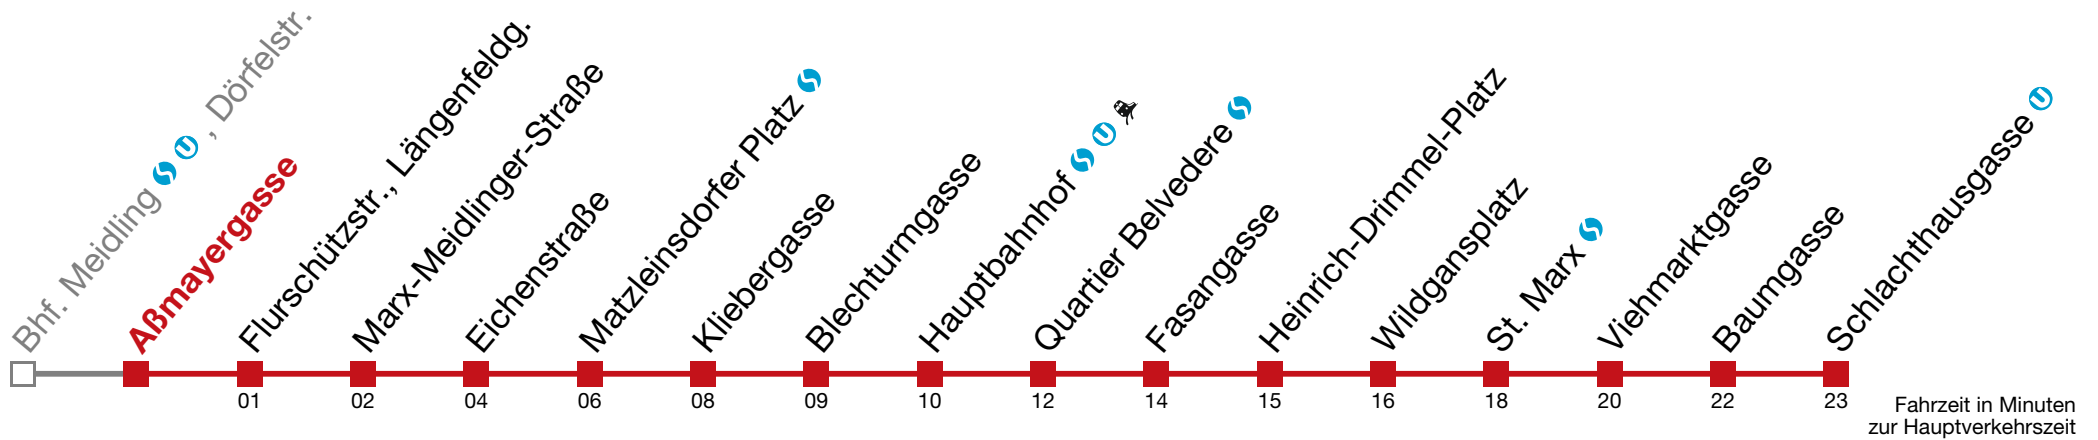 Bhf. Meidling S U , Dörfelstr.
Aßmayergasse
Flurschützstr., Längenfeldg.
Marx-Meidlinger-Straße
Eichenstraße
Matzleinsdorfer Platz S
Kliebergasse
Blechturmgasse
Hauptbahnhof S U
Quartier Belvedere S
Fasangasse
Heinrich-Drimmel-Platz
Wildgansplatz
St. Marx S
Viehmarktgasse
Baumgasse
Schlachthausgasse U
01 02 04 06 08 09 10 12 14 15 16 18 20 22 23
Fahrzeit in Minuten
zur Hauptverkehrszeit